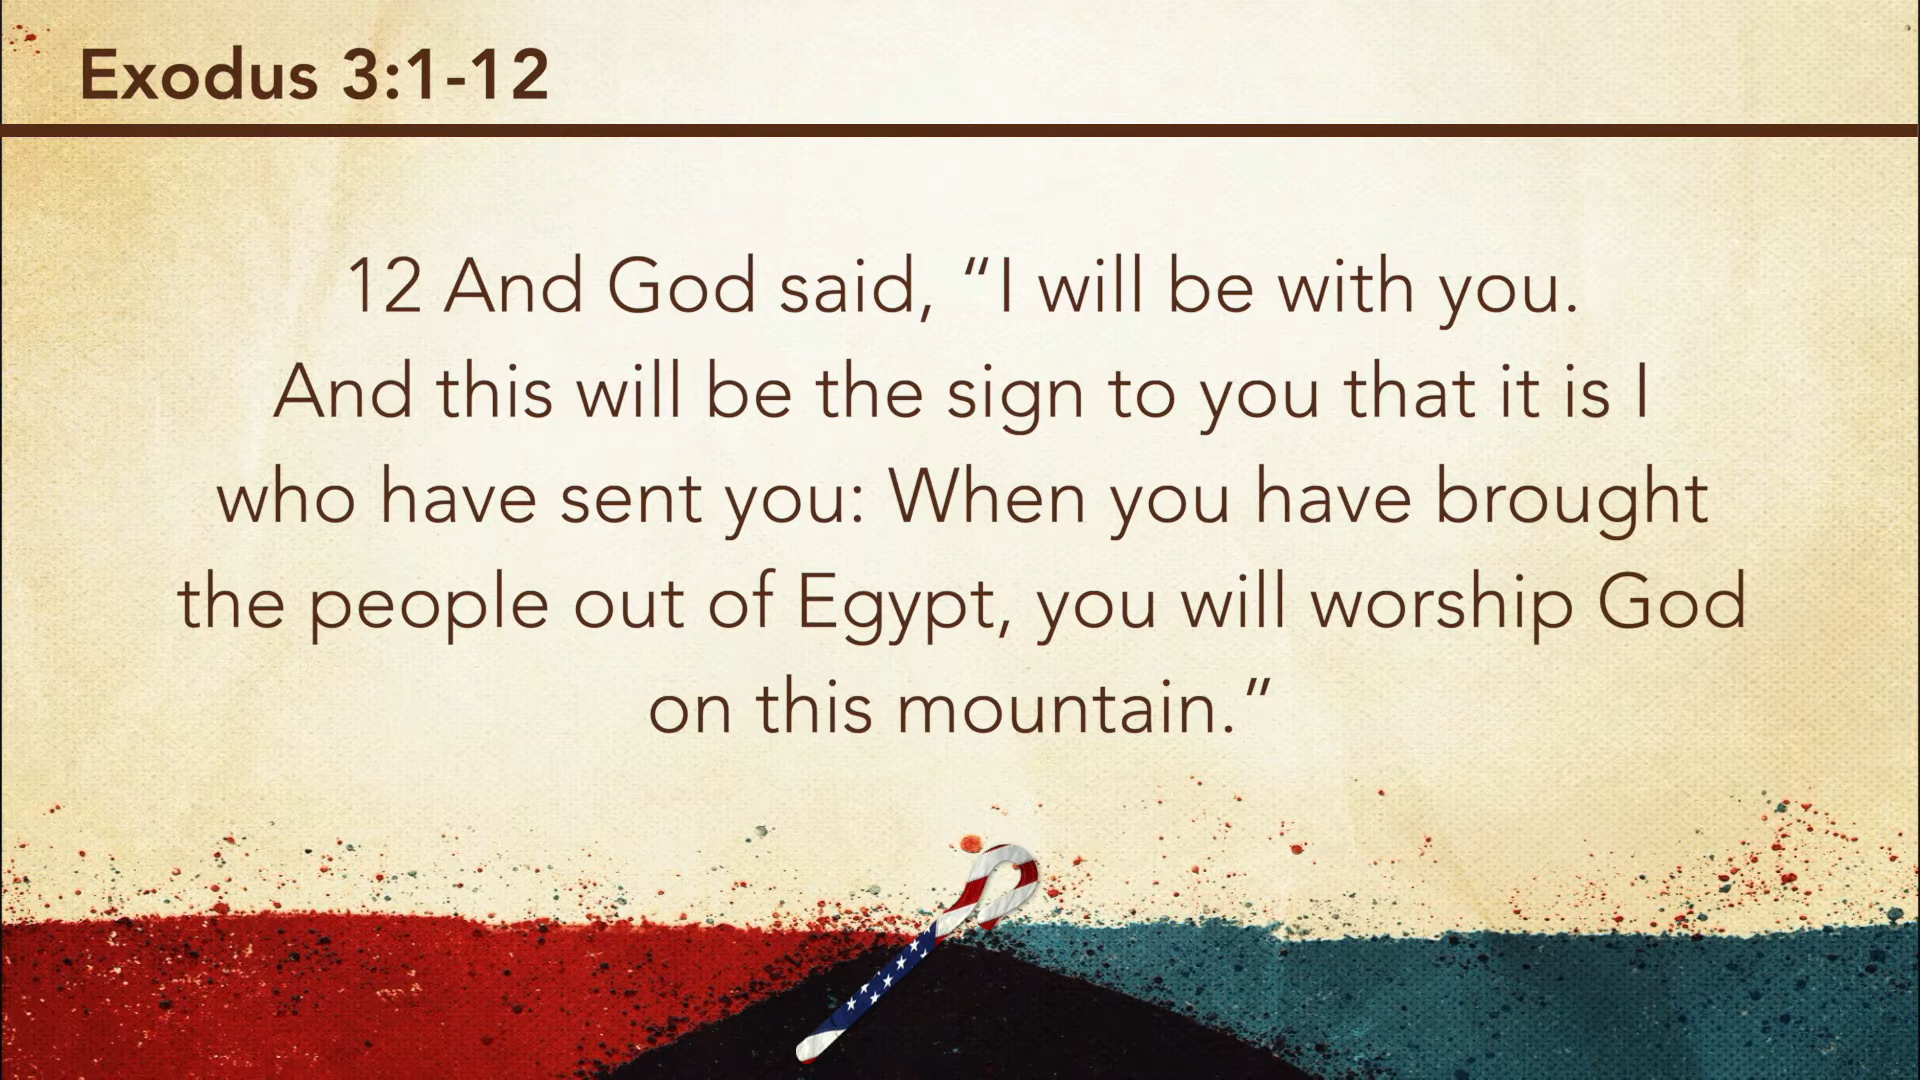 Exodus 3:1-12
12 And God said, “I will be with you.
And this will be the sign to you that it is I
who have sent you: When you have brought
the people out of Egypt, you will worship God
on this mountain.”